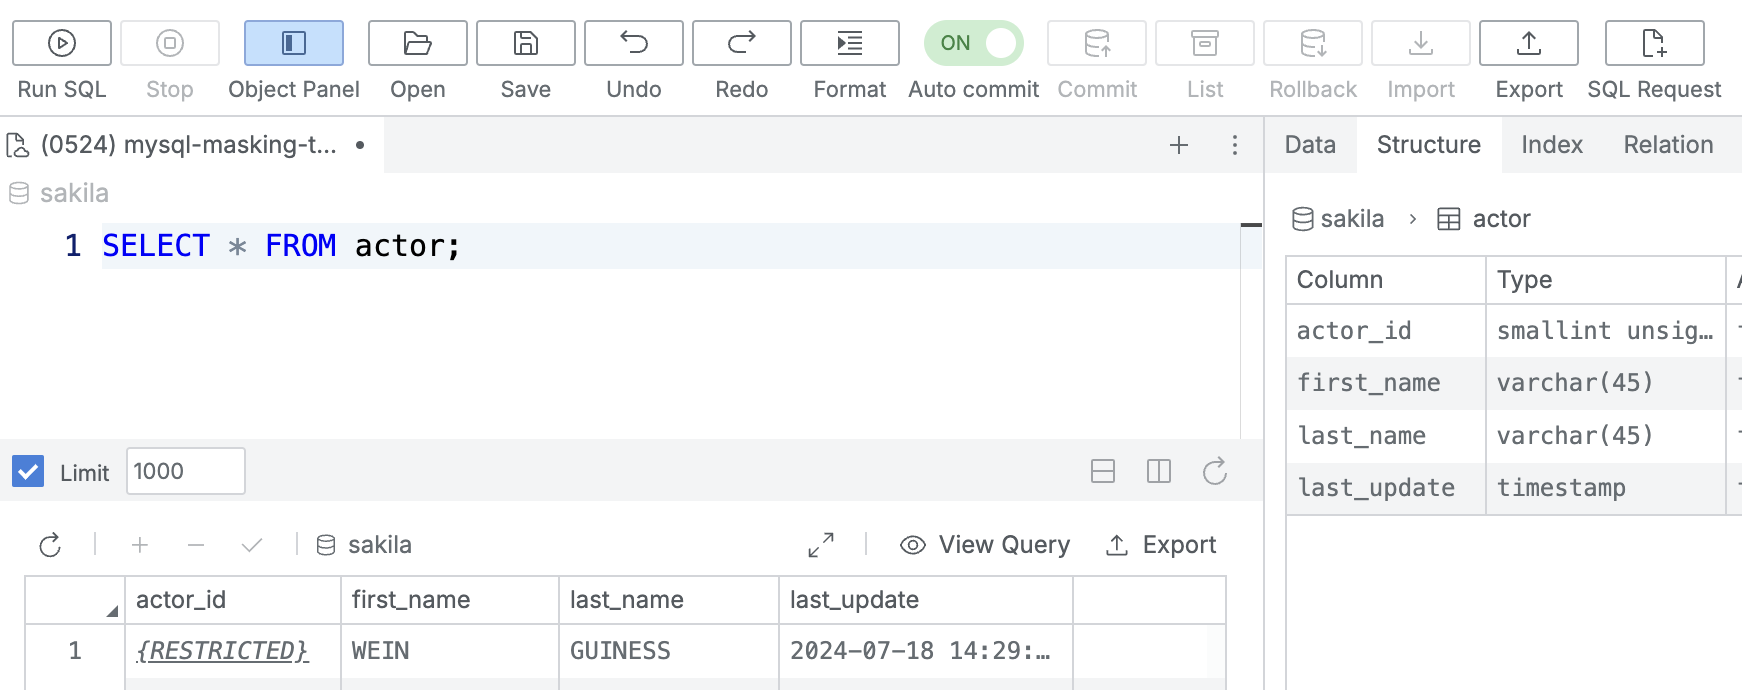 Run SQL Stop Object Panel Open Save Undo Redo Format ON Auto commit Commit List Rollback Import Export SQL Request
(0524) mysql-masking-t... •
Data Structure Index Relation
sakila
sakila > actor
1 SELECT * FROM actor;
Column Type
actor_id smallint unsig…
first_name varchar(45)
last_name varchar(45)
last_update timestamp
Limit 1000
sakila View Query Export
actor_id first_name last_name last_update
1 {RESTRICTED} WEIN GUINESS 2024-07-18 14:29:…